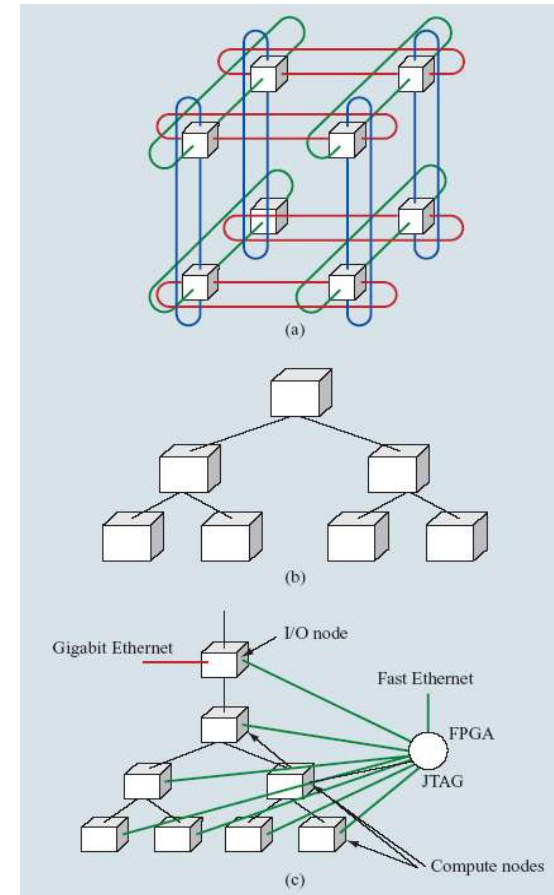 (a)
(b)
I/O node
Gigabit Ethernet
Fast Ethernet
FPGA
JTAG
Compute nodes
(c)